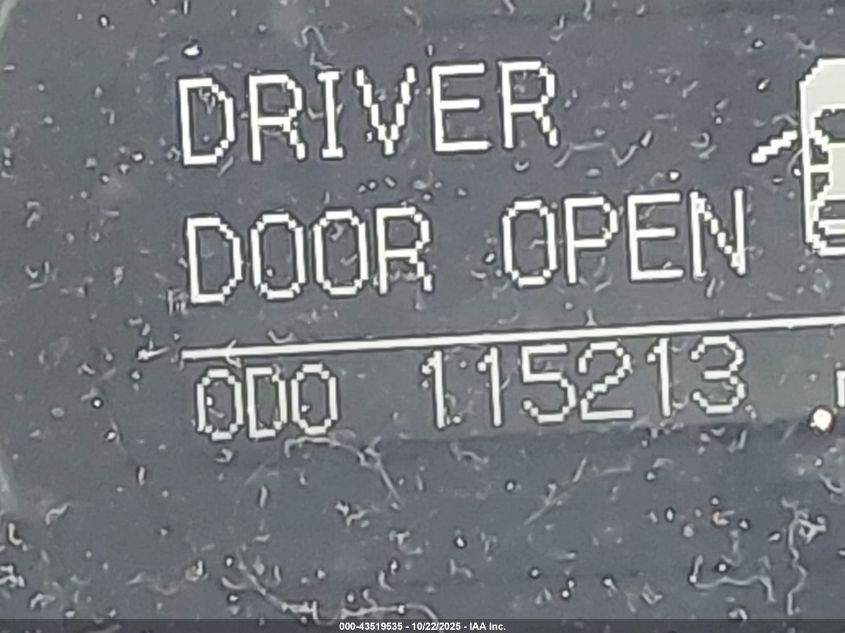 DRIVER
DOOR OPEN
ODO 115213
000-43519535 - 10/22/2025 - IAA Inc.